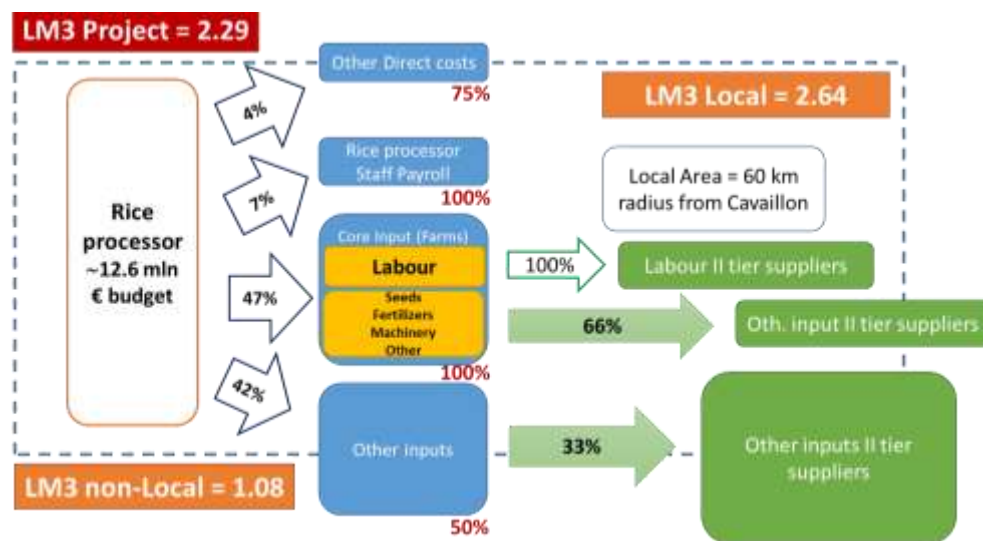 LM3 Project = 2.29
Other Direct costs
75%
4%
LM3 Local = 2.64
Rice processor
Staff Payroll
100%
7%
Local Area = 60 km
radius from Cavaillon
Rice
processor
~12.6 mln
€ budget
Core Input (Farms)
Labour
100%
Labour II tier suppliers
47%
Seeds
Fertilizers
Machinery
Other
66%
Oth. input II tier suppliers
100%
42%
Other inputs
33%
Other inputs II tier
suppliers
LM3 non-Local = 1.08
50%